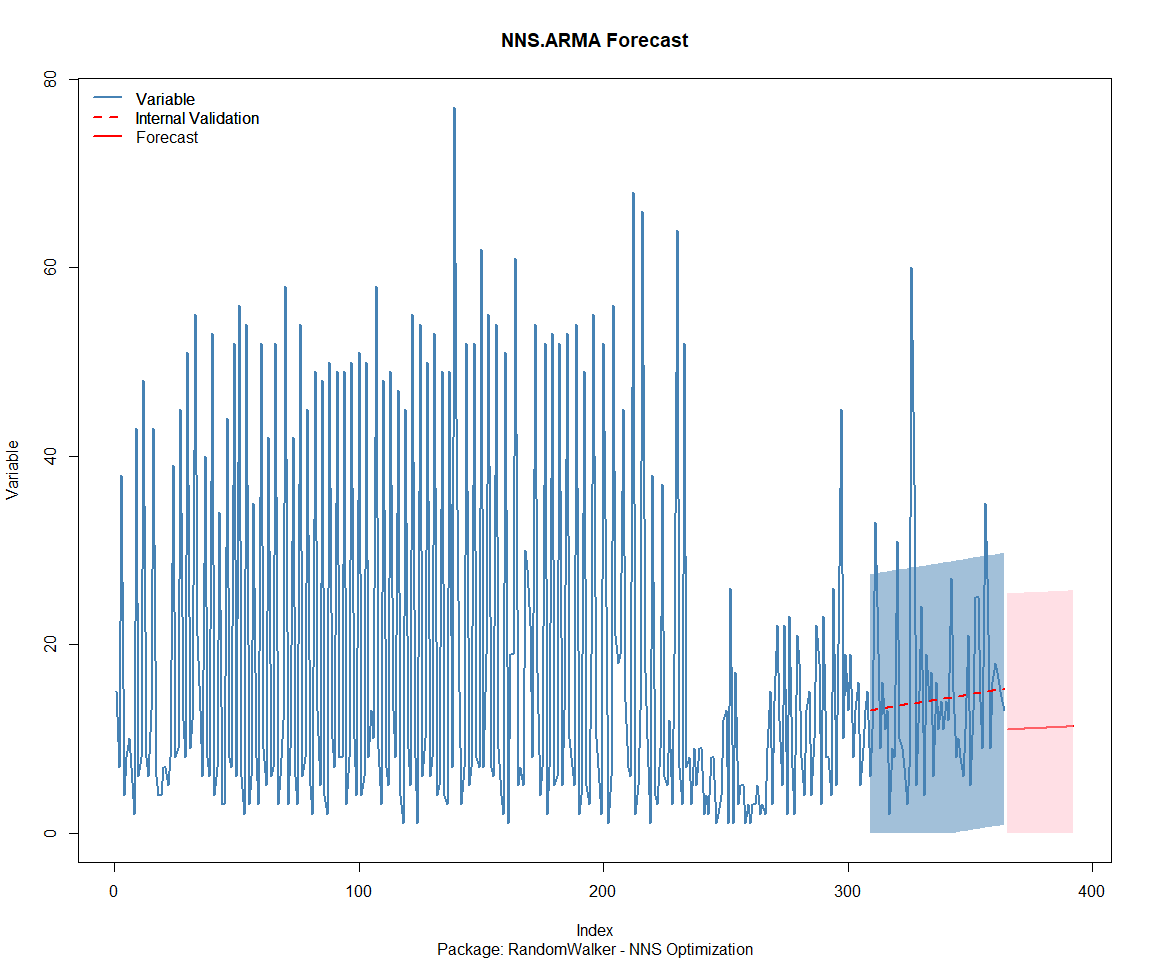 NNS.ARMA Forecast
Variable
Internal Validation
Forecast
80
60
40
20
0
Variable
0 100 200 300 400
Index
Package: RandomWalker - NNS Optimization